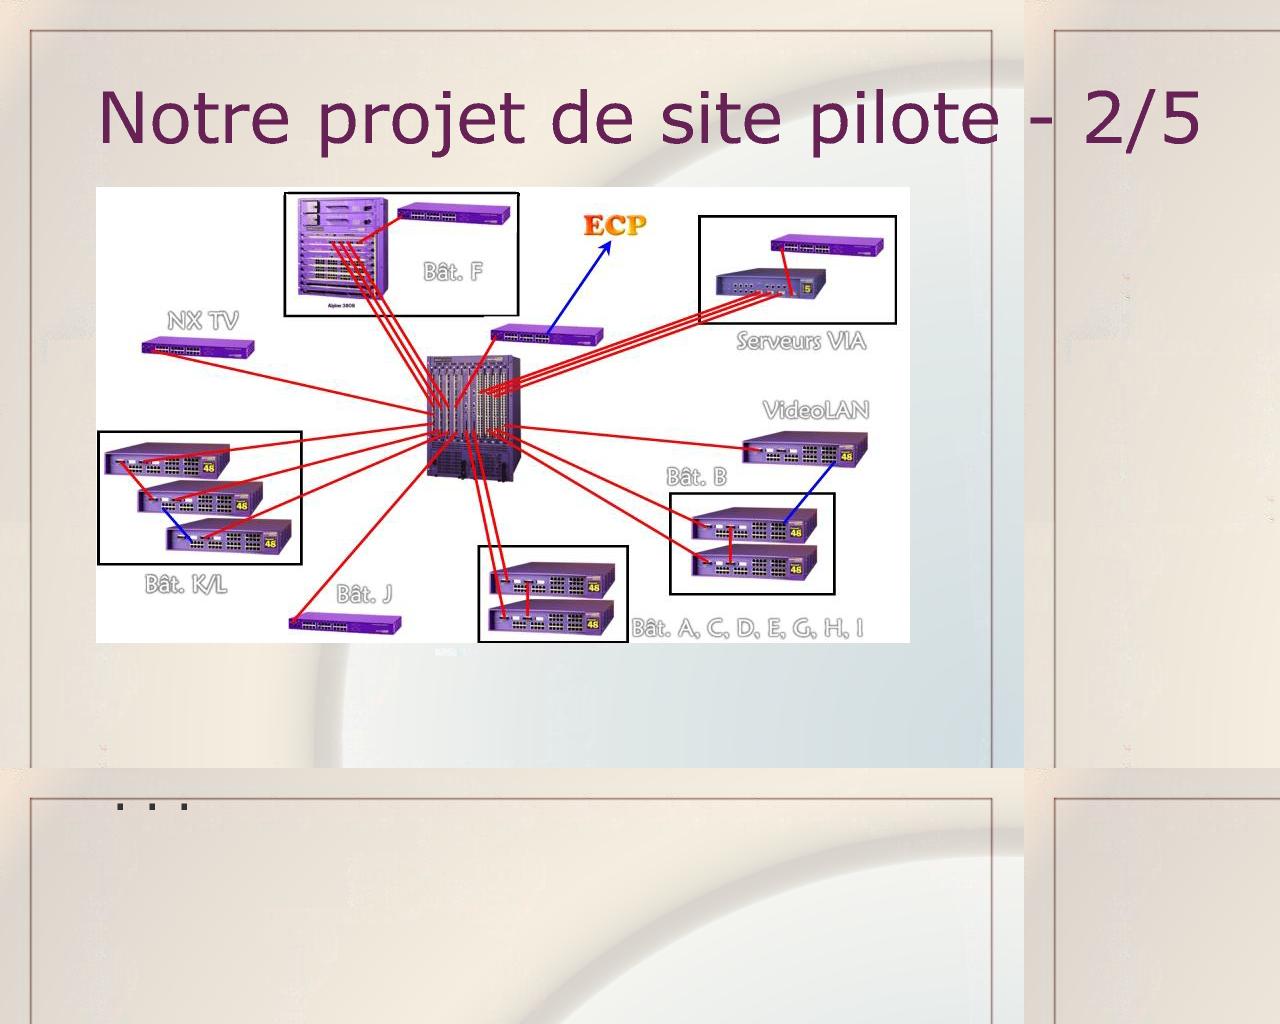 Notre projet de site pilote - 2/5
ECP
Bât. F
Alpine 3808
5
NX TV
Serveurs VIA
VideoLAN
48
48
Bât. B
48
48
48
48
Bât. K/L
Bât. J
48
48
Bât. A, C, D, E, G, H, I
...